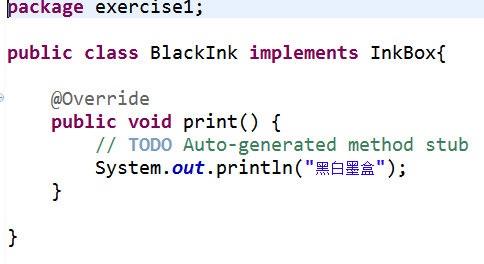 package exercise1;
public class BlackInk implements InkBox{
@Override
public void print() {
// TODO Auto-generated method stub
System.out.println("黑白墨盒");
}
}